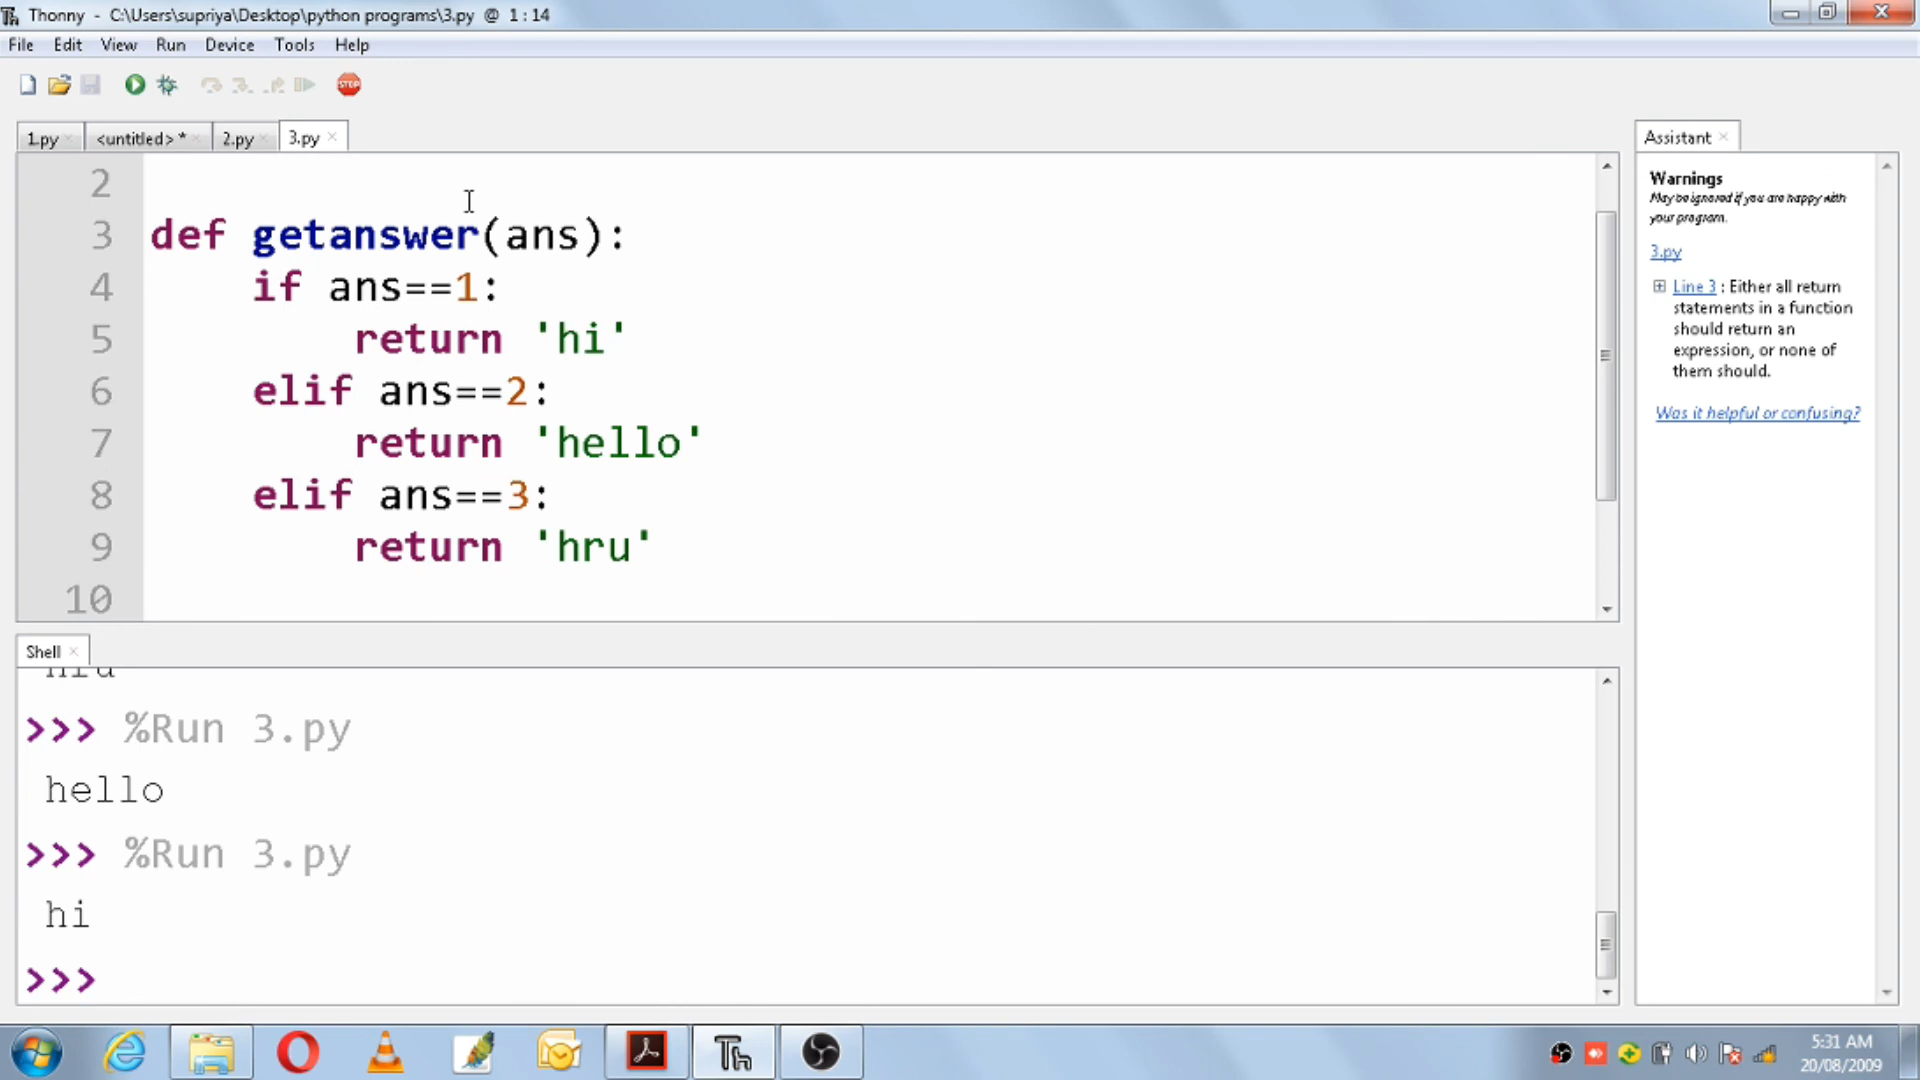 Thonny - C:\Users\supriya\Desktop\python programs\3.py @ 1 : 14
File Edit View Run Device Tools Help
STOP
1.py <untitled> * 2.py 3.py
2
3 def getanswer(ans):
4 if ans==1:
5 return 'hi'
6 elif ans==2:
7 return 'hello'
8 elif ans==3:
9 return 'hru'
10
Assistant
Warnings
May be ignored if you are happy with
your program.
3.py
Line 3 : Either all return
statements in a function
should return an
expression, or none of
them should.
Was it helpful or confusing?
Shell
hru
>>> %Run 3.py
hello
>>> %Run 3.py
hi
>>>
Th
5:31 AM
20/08/2009